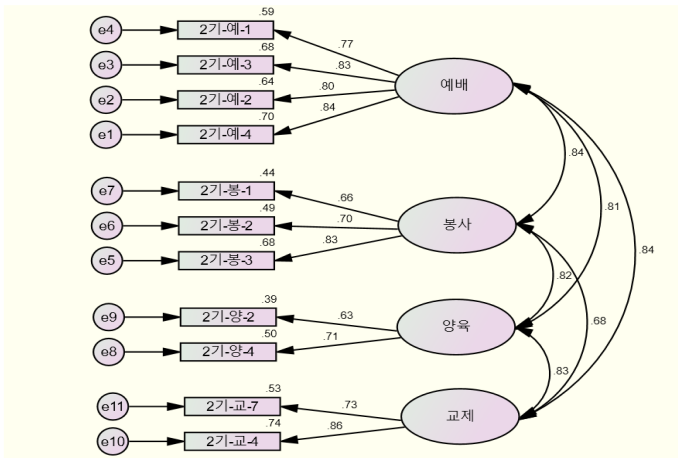 .59
e4 2기-예-1 .77
.68
e3 2기-예-3 .83 예배
.64
e2 2기-예-2 .80
.70
e1 2기-예-4 .84
.84
.44
e7 2기-봉-1 .66
.81
.49
e6 2기-봉-2 .70 봉사
.68
e5 2기-봉-3 .83
.84
.82
.39
e9 2기-양-2 .63 양육
.68
.50
e8 2기-양-4 .71
.83
.53
e11 2기-교-7 .73 교제
.74
e10 2기-교-4 .86